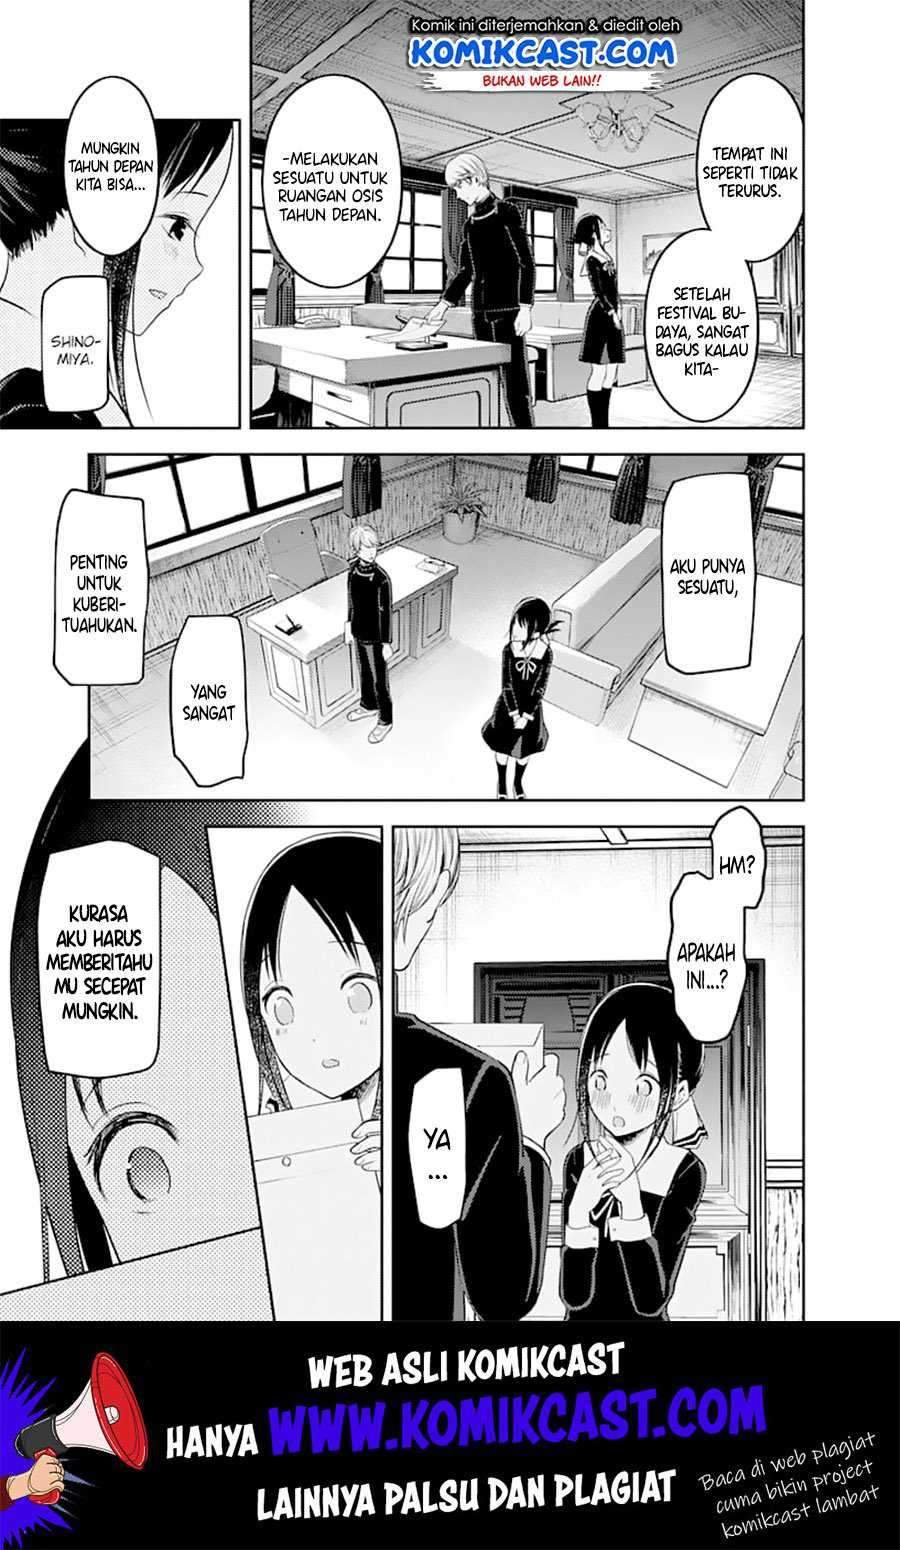 Komik ini diterjemahkan & diedit oleh
KOMIKCAST.COM
BUKAN WEB LAIN!!
TEMPAT INI
SEPERTI TIDAK
TERURUS.
SETELAH
FESTIVAL BU-
DAYA, SANGAT
BAGUS KALAU
KITA-
-MELAKUKAN
SESUATU UNTUK
RUANGAN OSIS
TAHUN DEPAN.
MUNGKIN
TAHUN DEPAN
KITA BISA...
SHINO-
MIYA.
AKU PUNYA
SESUATU,
YANG
SANGAT
PENTING
UNTUK
KUBERI-
TUAHUKAN.
HM?
APAKAH
INI...?
YA
...
KURASA
AKU HARUS
MEMBERITAHU
MU SECEPAT
MUNGKIN.
WEB ASLI KOMIKCAST
HANYA WWW.KOMIKCAST.COM
LAINNYA PALSU DAN PLAGIAT
Baca di web plagiat
cuma bikin project
komikcast lambat